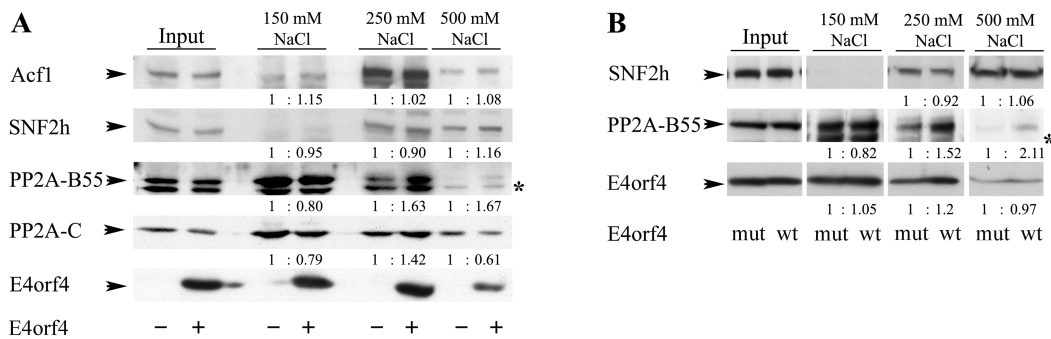 A
Input
150 mM
NaCl
250 mM
NaCl
500 mM
NaCl
Acf1
1 : 1.15
1 : 1.02
1 : 1.08
SNF2h
1 : 0.95
1 : 0.90
1 : 1.16
PP2A-B55
*
1 : 0.80
1 : 1.63
1 : 1.67
PP2A-C
1 : 0.79
1 : 1.42
1 : 0.61
E4orf4
E4orf4 − + − + − + − +
B
Input
150 mM
NaCl
250 mM
NaCl
500 mM
NaCl
SNF2h
1 : 0.92
1 : 1.06
PP2A-B55
*
1 : 0.82
1 : 1.52
1 : 2.11
E4orf4
1 : 1.05
1 : 1.2
1 : 0.97
E4orf4 mut wt mut wt mut wt mut wt